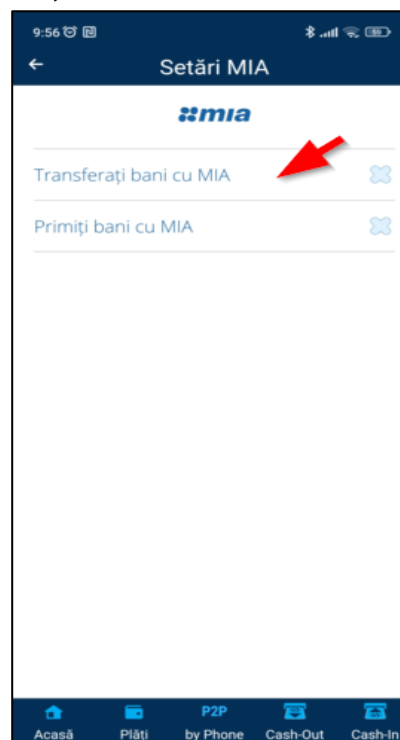 9:56
Setări MIA
mia
Transferați bani cu MIA
Primiți bani cu MIA
Acasă
Plăți
P2P
by Phone
Cash-Out
Cash-In